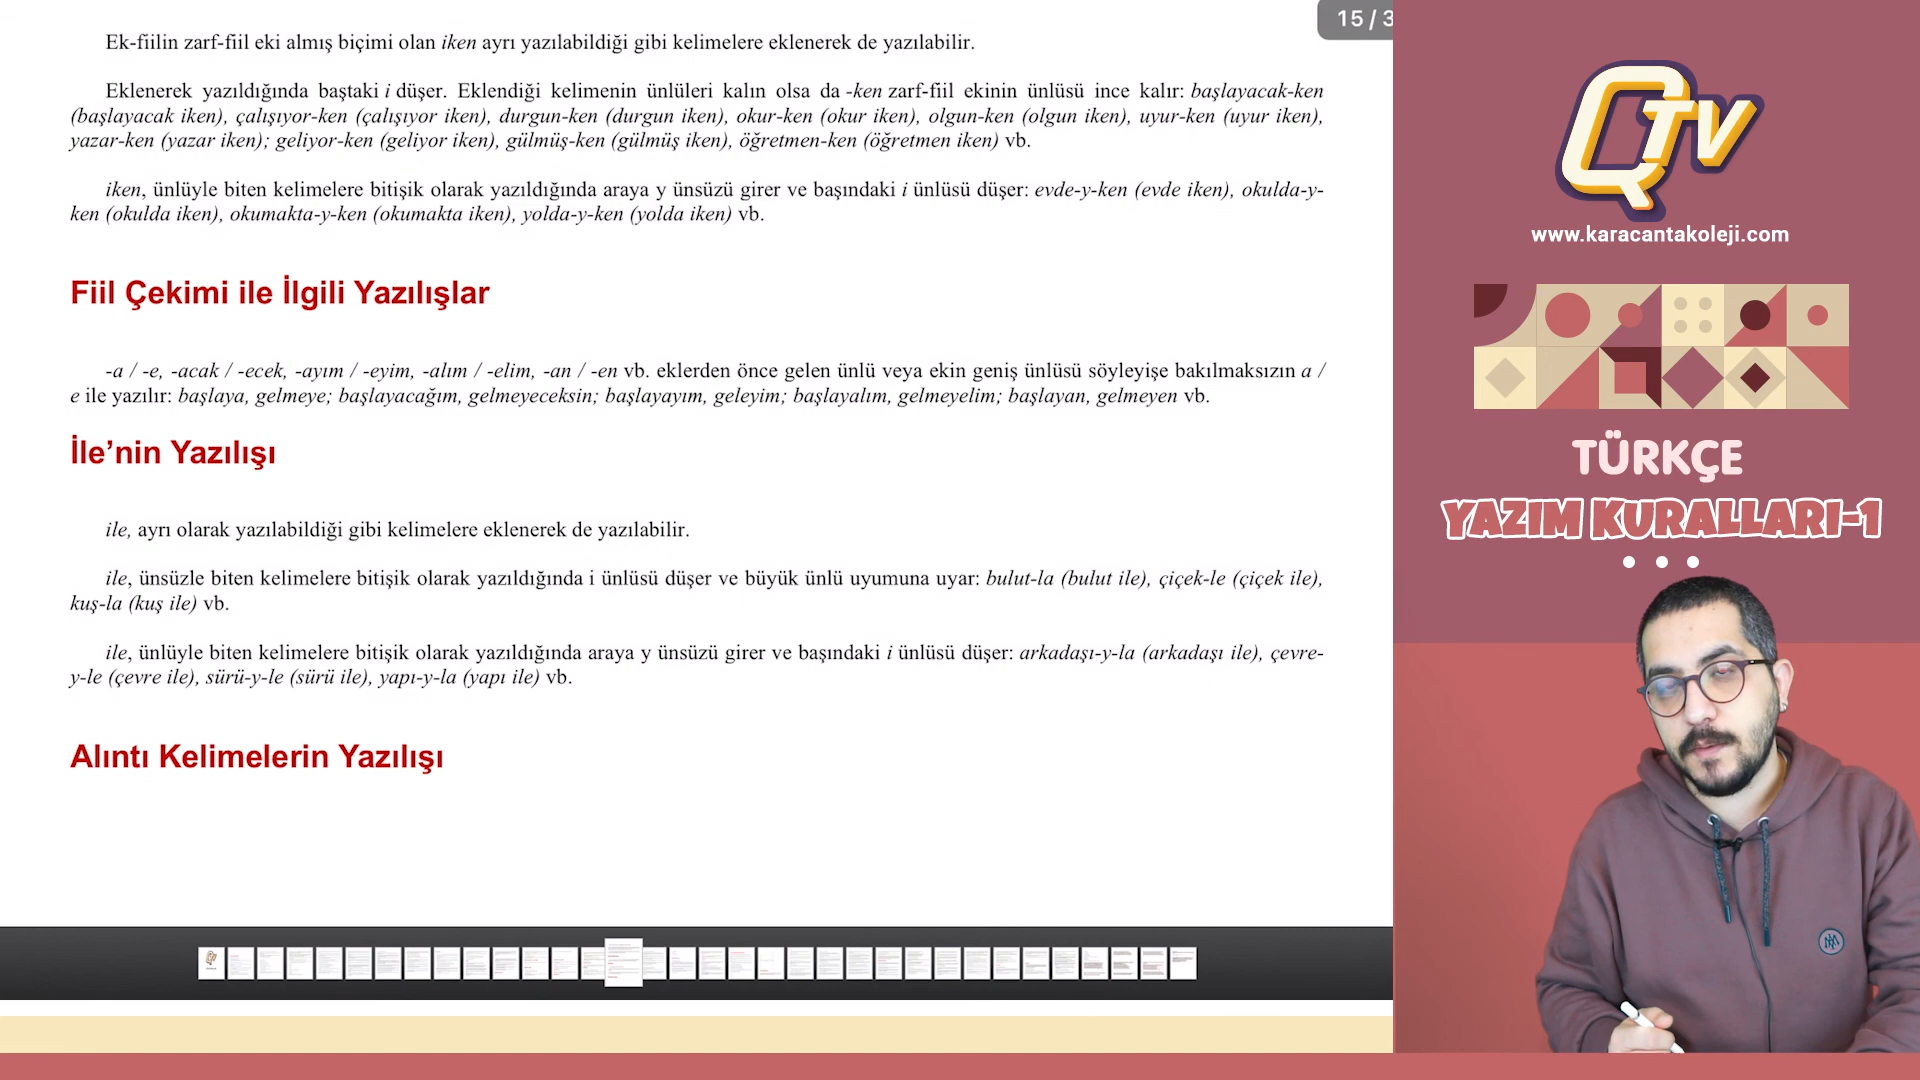 15 / 3
Ek-fiilin zarf-fiil eki almış biçimi olan iken ayrı yazılabildiği gibi kelimelere eklenerek de yazılabilir.
Eklenerek yazıldığında baştaki i düşer. Eklendiği kelimenin ünlüleri kalın olsa da -ken zarf-fiil ekinin ünlüsü ince kalır: başlayacak-ken
(başlayacak iken), çalışıyor-ken (çalışıyor iken), durgun-ken (durgun iken), okur-ken (okur iken), olgun-ken (olgun iken), uyur-ken (uyur iken),
yazar-ken (yazar iken); geliyor-ken (geliyor iken), gülmüş-ken (gülmüş iken), öğretmen-ken (öğretmen iken) vb.
iken, ünlüyle biten kelimelere bitişik olarak yazıldığında araya y ünsüzü girer ve başındaki i ünlüsü düşer: evde-y-ken (evde iken), okulda-y-
ken (okulda iken), okumakta-y-ken (okumakta iken), yolda-y-ken (yolda iken) vb.
Fiil Çekimi ile İlgili Yazılışlar
-a / -e, -acak / -ecek, -ayım / -eyim, -alım / -elim, -an / -en vb. eklerden önce gelen ünlü veya ekin geniş ünlüsü söyleyişe bakılmaksızın a /
e ile yazılır: başlaya, gelmeye; başlayacağım, gelmeyeceksin; başlayayım, geleyim; başlayalım, gelmeyelim; başlayan, gelmeyen vb.
İle’nin Yazılışı
ile, ayrı olarak yazılabildiği gibi kelimelere eklenerek de yazılabilir.
ile, ünsüzle biten kelimelere bitişik olarak yazıldığında i ünlüsü düşer ve büyük ünlü uyumuna uyar: bulut-la (bulut ile), çiçek-le (çiçek ile),
kuş-la (kuş ile) vb.
ile, ünlüyle biten kelimelere bitişik olarak yazıldığında araya y ünsüzü girer ve başındaki i ünlüsü düşer: arkadaşı-y-la (arkadaşı ile), çevre-
y-le (çevre ile), sürü-y-le (sürü ile), yapı-y-la (yapı ile) vb.
Alıntı Kelimelerin Yazılışı
QTV
www.karacantakoleji.com
TÜRKÇE
YAZIM KURALLARI-1